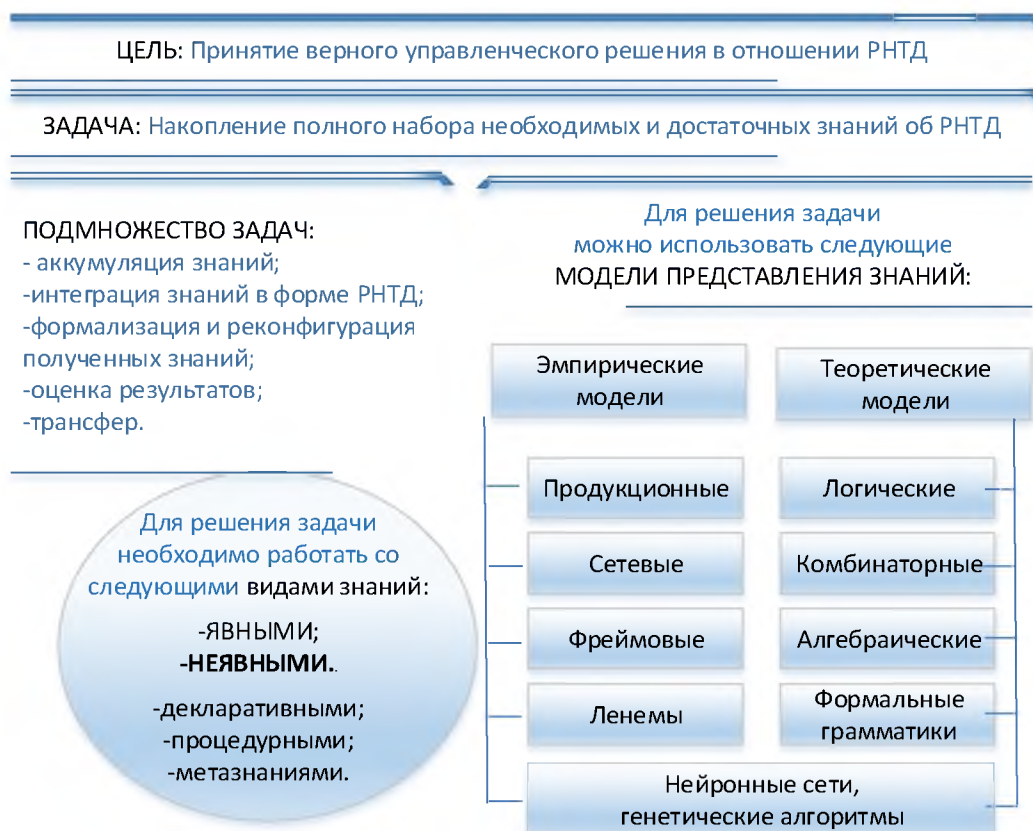 ЦЕЛЬ: Принятие верного управленческого решения в отношении РНТД
ЗАДАЧА: Накопление полного набора необходимых и достаточных знаний об РНТД
ПОДМНОЖЕСТВО ЗАДАЧ:
- аккумуляция знаний;
-интеграция знаний в форме РНТД;
-формализация и реконфигурация
полученных знаний;
-оценка результатов;
-трансфер.
Для решения задачи
необходимо работать со
следующими видами знаний:
-ЯВНЫМИ;
-НЕЯВНЫМИ..
-декларативными;
-процедурными;
-метазнаниями.
Для решения задачи
можно использовать следующие
МОДЕЛИ ПРЕДСТАВЛЕНИЯ ЗНАНИЙ:
Эмпирические
модели
Продукционные
Сетевые
Фреймовые
Ленемы
Теоретические
модели
Логические
Комбинаторные
Алгебраические
Формальные
грамматики
Нейронные сети,
генетические алгоритмы